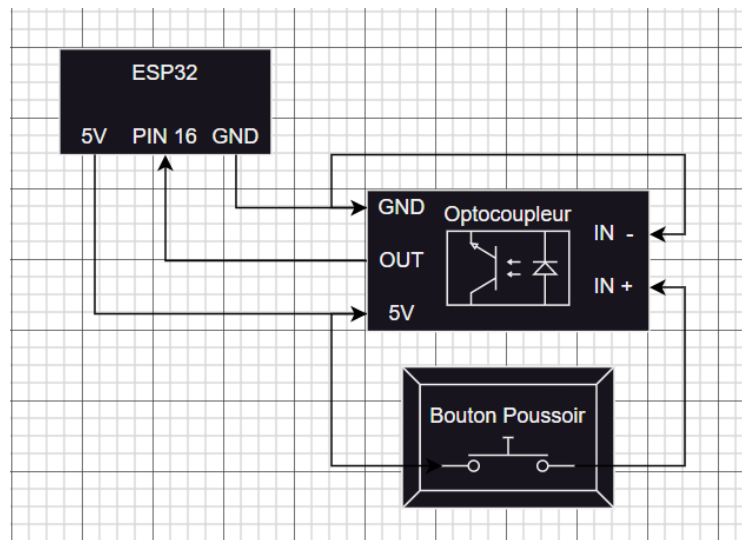 ESP32
5V PIN 16 GND
GND
Optocoupleur
IN -
OUT
IN +
5V
Bouton Poussoir